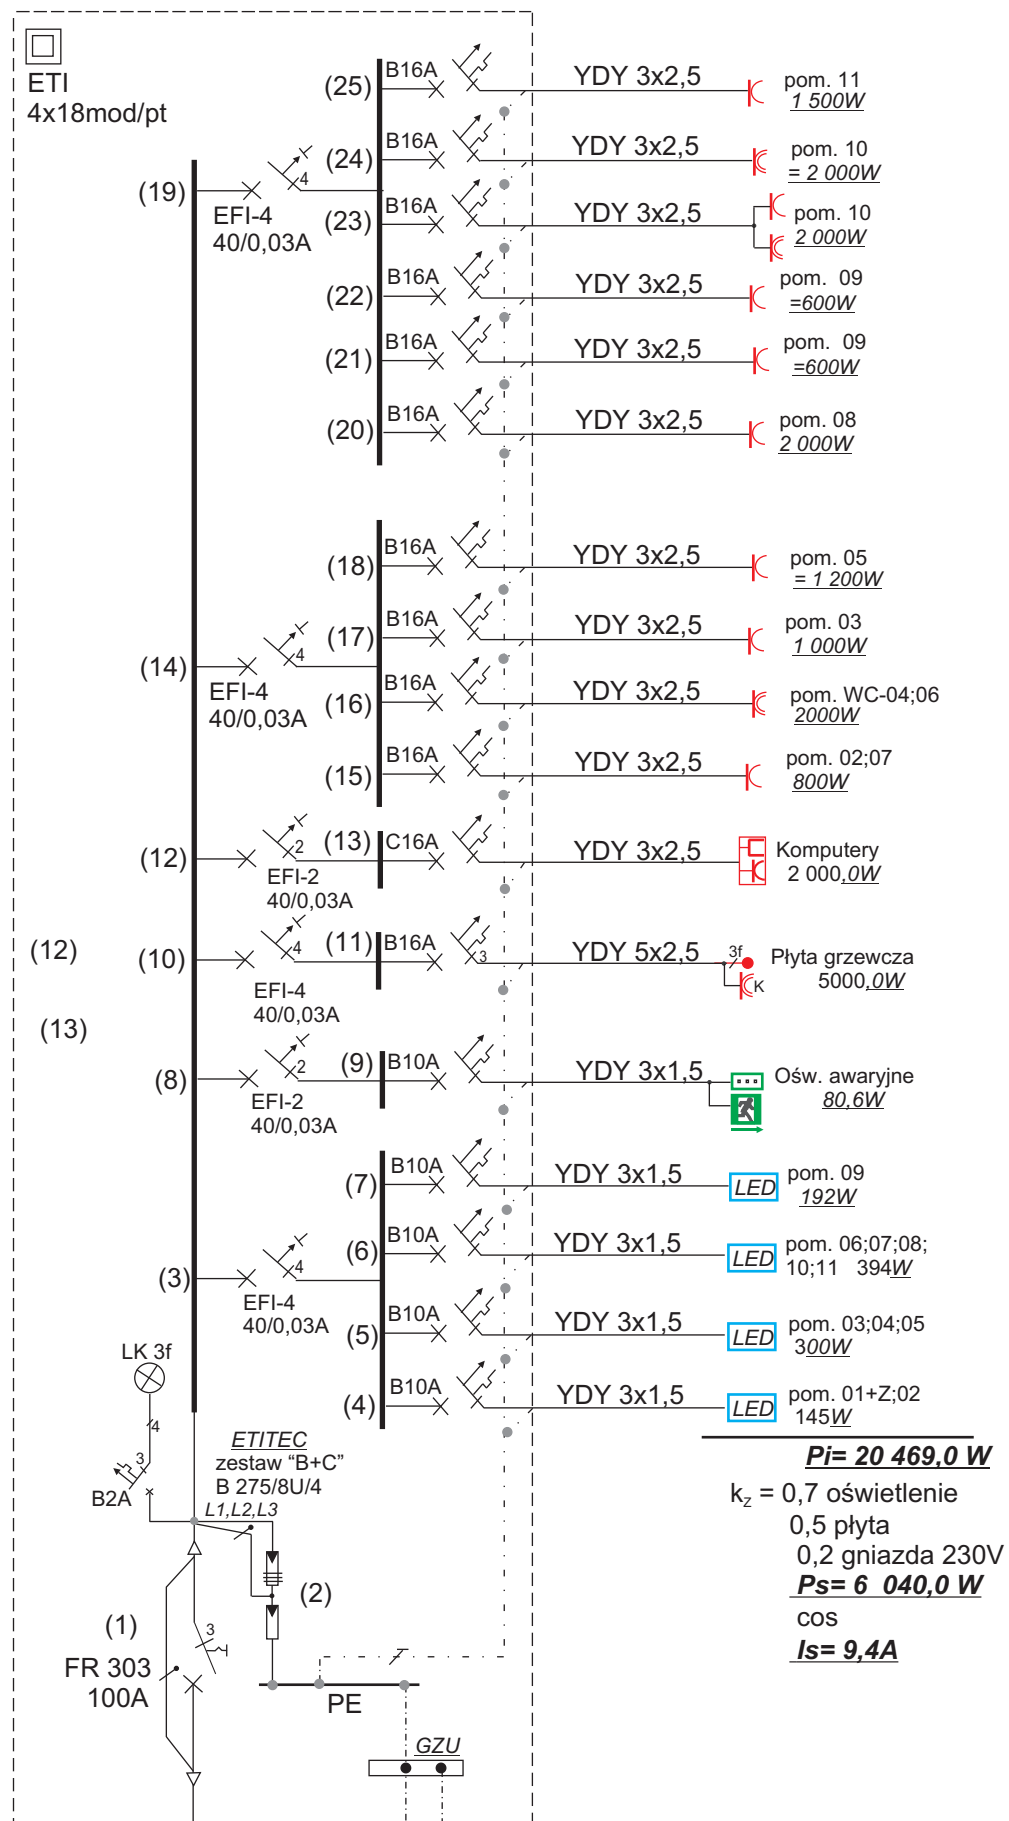 ETI
4x18mod/pt
(25) B16A YDY 3x2,5 pom. 11
1 500W
(24) B16A YDY 3x2,5 pom. 10
= 2 000W
(19) 4
EFI-4
40/0,03A
(23) B16A YDY 3x2,5 pom. 10
2 000W
(22) B16A YDY 3x2,5 pom. 09
=600W
(21) B16A YDY 3x2,5 pom. 09
=600W
(20) B16A YDY 3x2,5 pom. 08
2 000W
(18) B16A YDY 3x2,5 pom. 05
= 1 200W
(17) B16A YDY 3x2,5 pom. 03
1 000W
(14) 4
EFI-4
40/0,03A
(16) B16A YDY 3x2,5 pom. WC-04;06
2000W
(15) B16A YDY 3x2,5 pom. 02;07
800W
(12) 2 (13) C16A YDY 3x2,5 Komputery
2 000,0W
EFI-2
40/0,03A
(12)
(10) 4 (11) B16A 3 YDY 5x2,5 3f Płyta grzewcza
K 5000,0W
EFI-4
40/0,03A
(13)
(8) 2 (9) B10A YDY 3x1,5 Ośw. awaryjne
80,6W
EFI-2
40/0,03A
(7) B10A YDY 3x1,5 LED pom. 09
192W
(6) B10A YDY 3x1,5 LED pom. 06;07;08;
10;11 394W
(3) 4
EFI-4
40/0,03A
(5) B10A YDY 3x1,5 LED pom. 03;04;05
300W
(4) B10A YDY 3x1,5 LED pom. 01+Z;02
145W
LK 3f
4
3
B2A
ETITEC
zestaw “B+C”
B 275/8U/4
L1,L2,L3
Pi= 20 469,0 W
kz = 0,7 oświetlenie
0,5 płyta
0,2 gniazda 230V
Ps= 6 040,0 W
cos
Is= 9,4A
(2)
(1)
3
FR 303
100A
PE
GZU